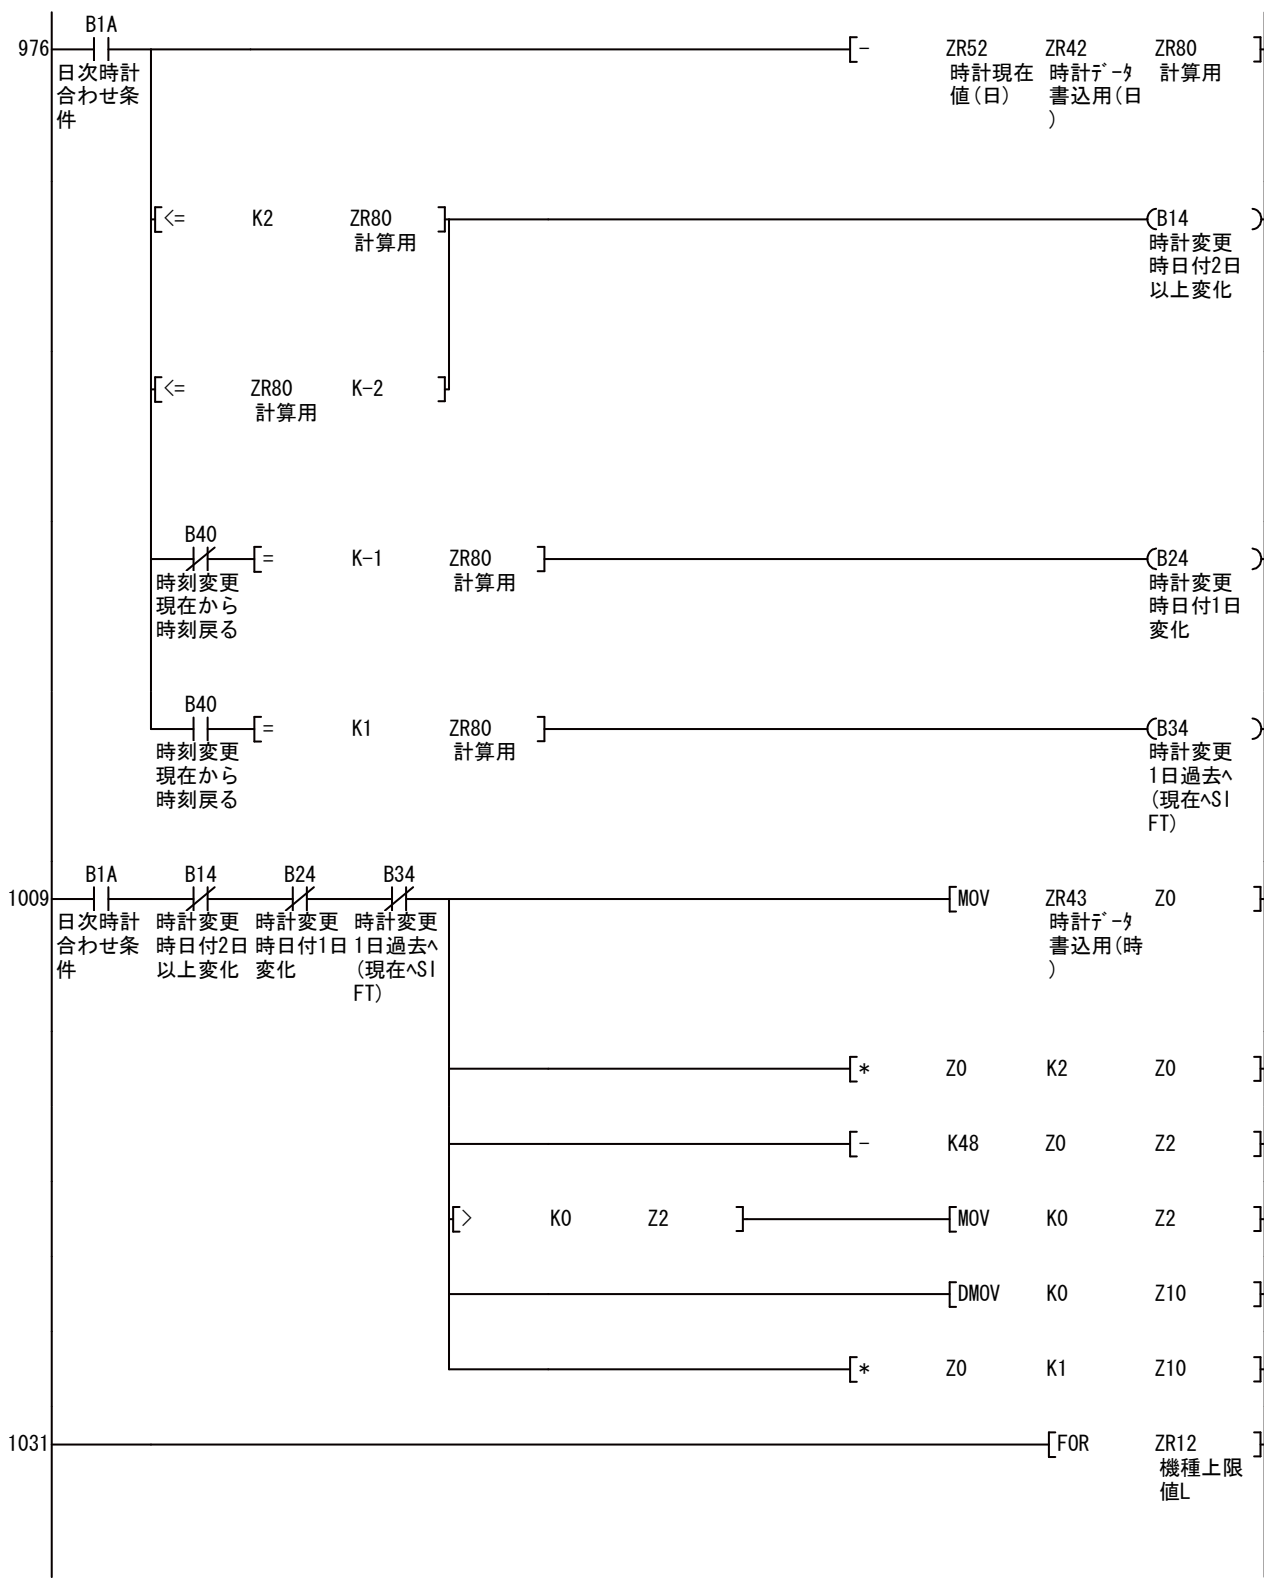 B1A
976
[-  ZR52  ZR42  ZR80  ]
日次時計  時計現在  時計ﾃﾞｰﾀ  計算用
合わせ条  値(日)  書込用(日
件  )
[<=  K2  ZR80  ]  (B14  )
計算用  時計変更
時日付2日
以上変化
[<=  ZR80  K-2  ]
計算用
B40
[=  K-1  ZR80  ]  (B24  )
時刻変更  計算用  時計変更
現在から  時日付1日
時刻戻る  変化
B40
[=  K1  ZR80  ]  (B34  )
時刻変更  計算用  時計変更
現在から  1日過去へ
時刻戻る  (現在へSI
FT)
B1A  B14  B24  B34
1009  [MOV  ZR43  Z0  ]
日次時計  時計変更  時計変更  時計変更  時計ﾃﾞｰﾀ
合わせ条  時日付2日  時日付1日  1日過去へ  書込用(時
件  以上変化  変化  (現在へSI  )
FT)
[*  Z0  K2  Z0  ]
[-  K48  Z0  Z2  ]
[>  K0  Z2  ]  [MOV  K0  Z2  ]
[DMOV  K0  Z10  ]
[*  Z0  K1  Z10  ]
1031  [FOR  ZR12  ]
機種上限
値L